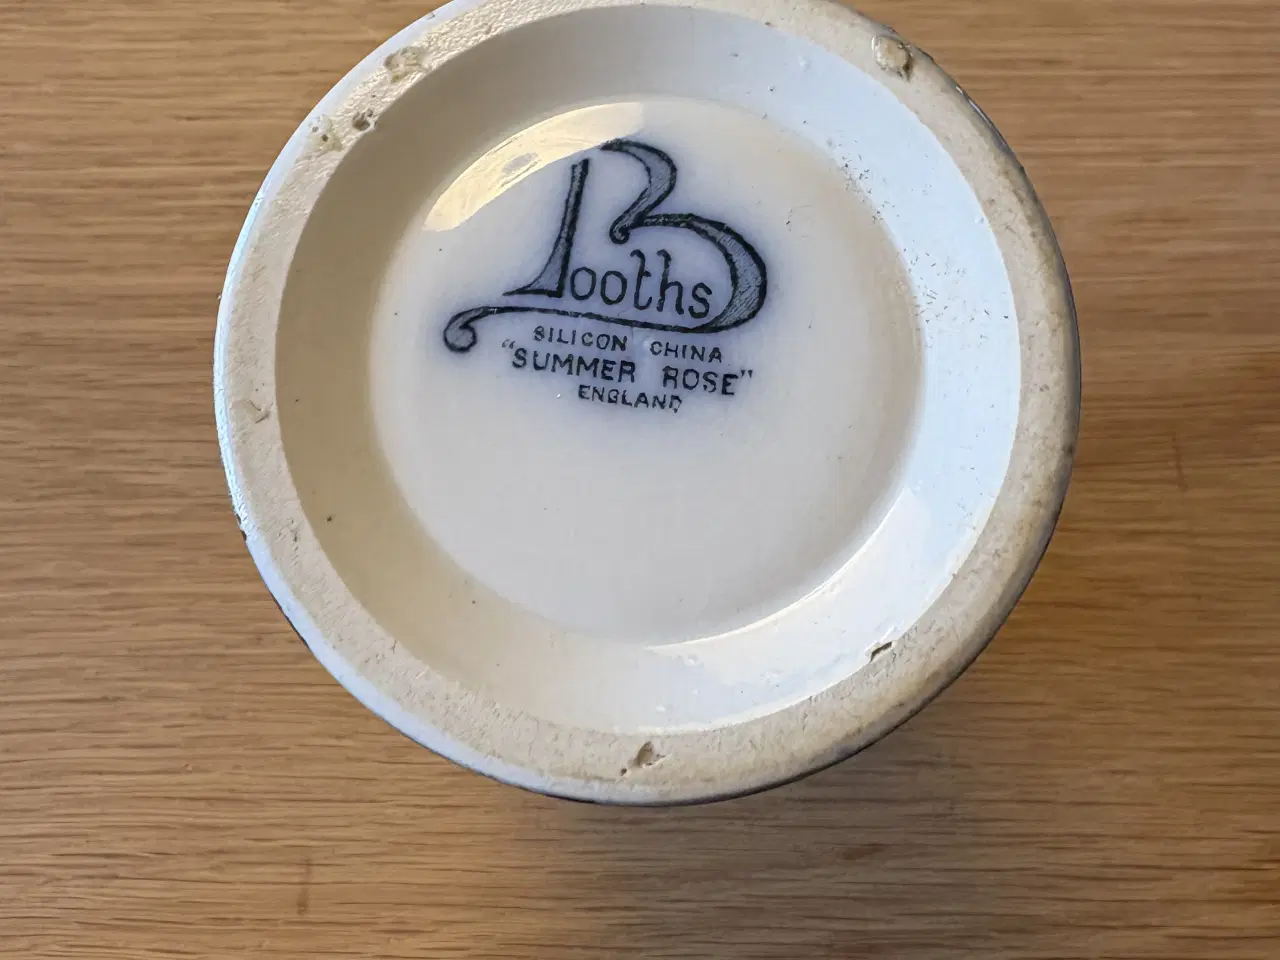 Booths
SILICON CHINA
"SUMMER ROSE"
ENGLAND